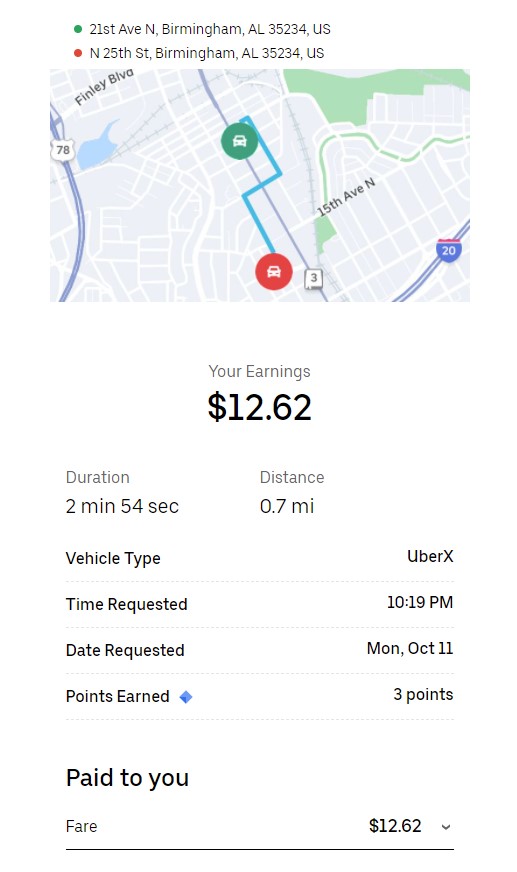 21st Ave N, Birmingham, AL 35234, US
N 25th St, Birmingham, AL 35234, US
Finley Blvd
78
15th Ave N
20
3
Your Earnings
$12.62
Duration Distance
2 min 54 sec 0.7 mi
Vehicle Type UberX
Time Requested 10:19 PM
Date Requested Mon, Oct 11
Points Earned 3 points
Paid to you
Fare $12.62